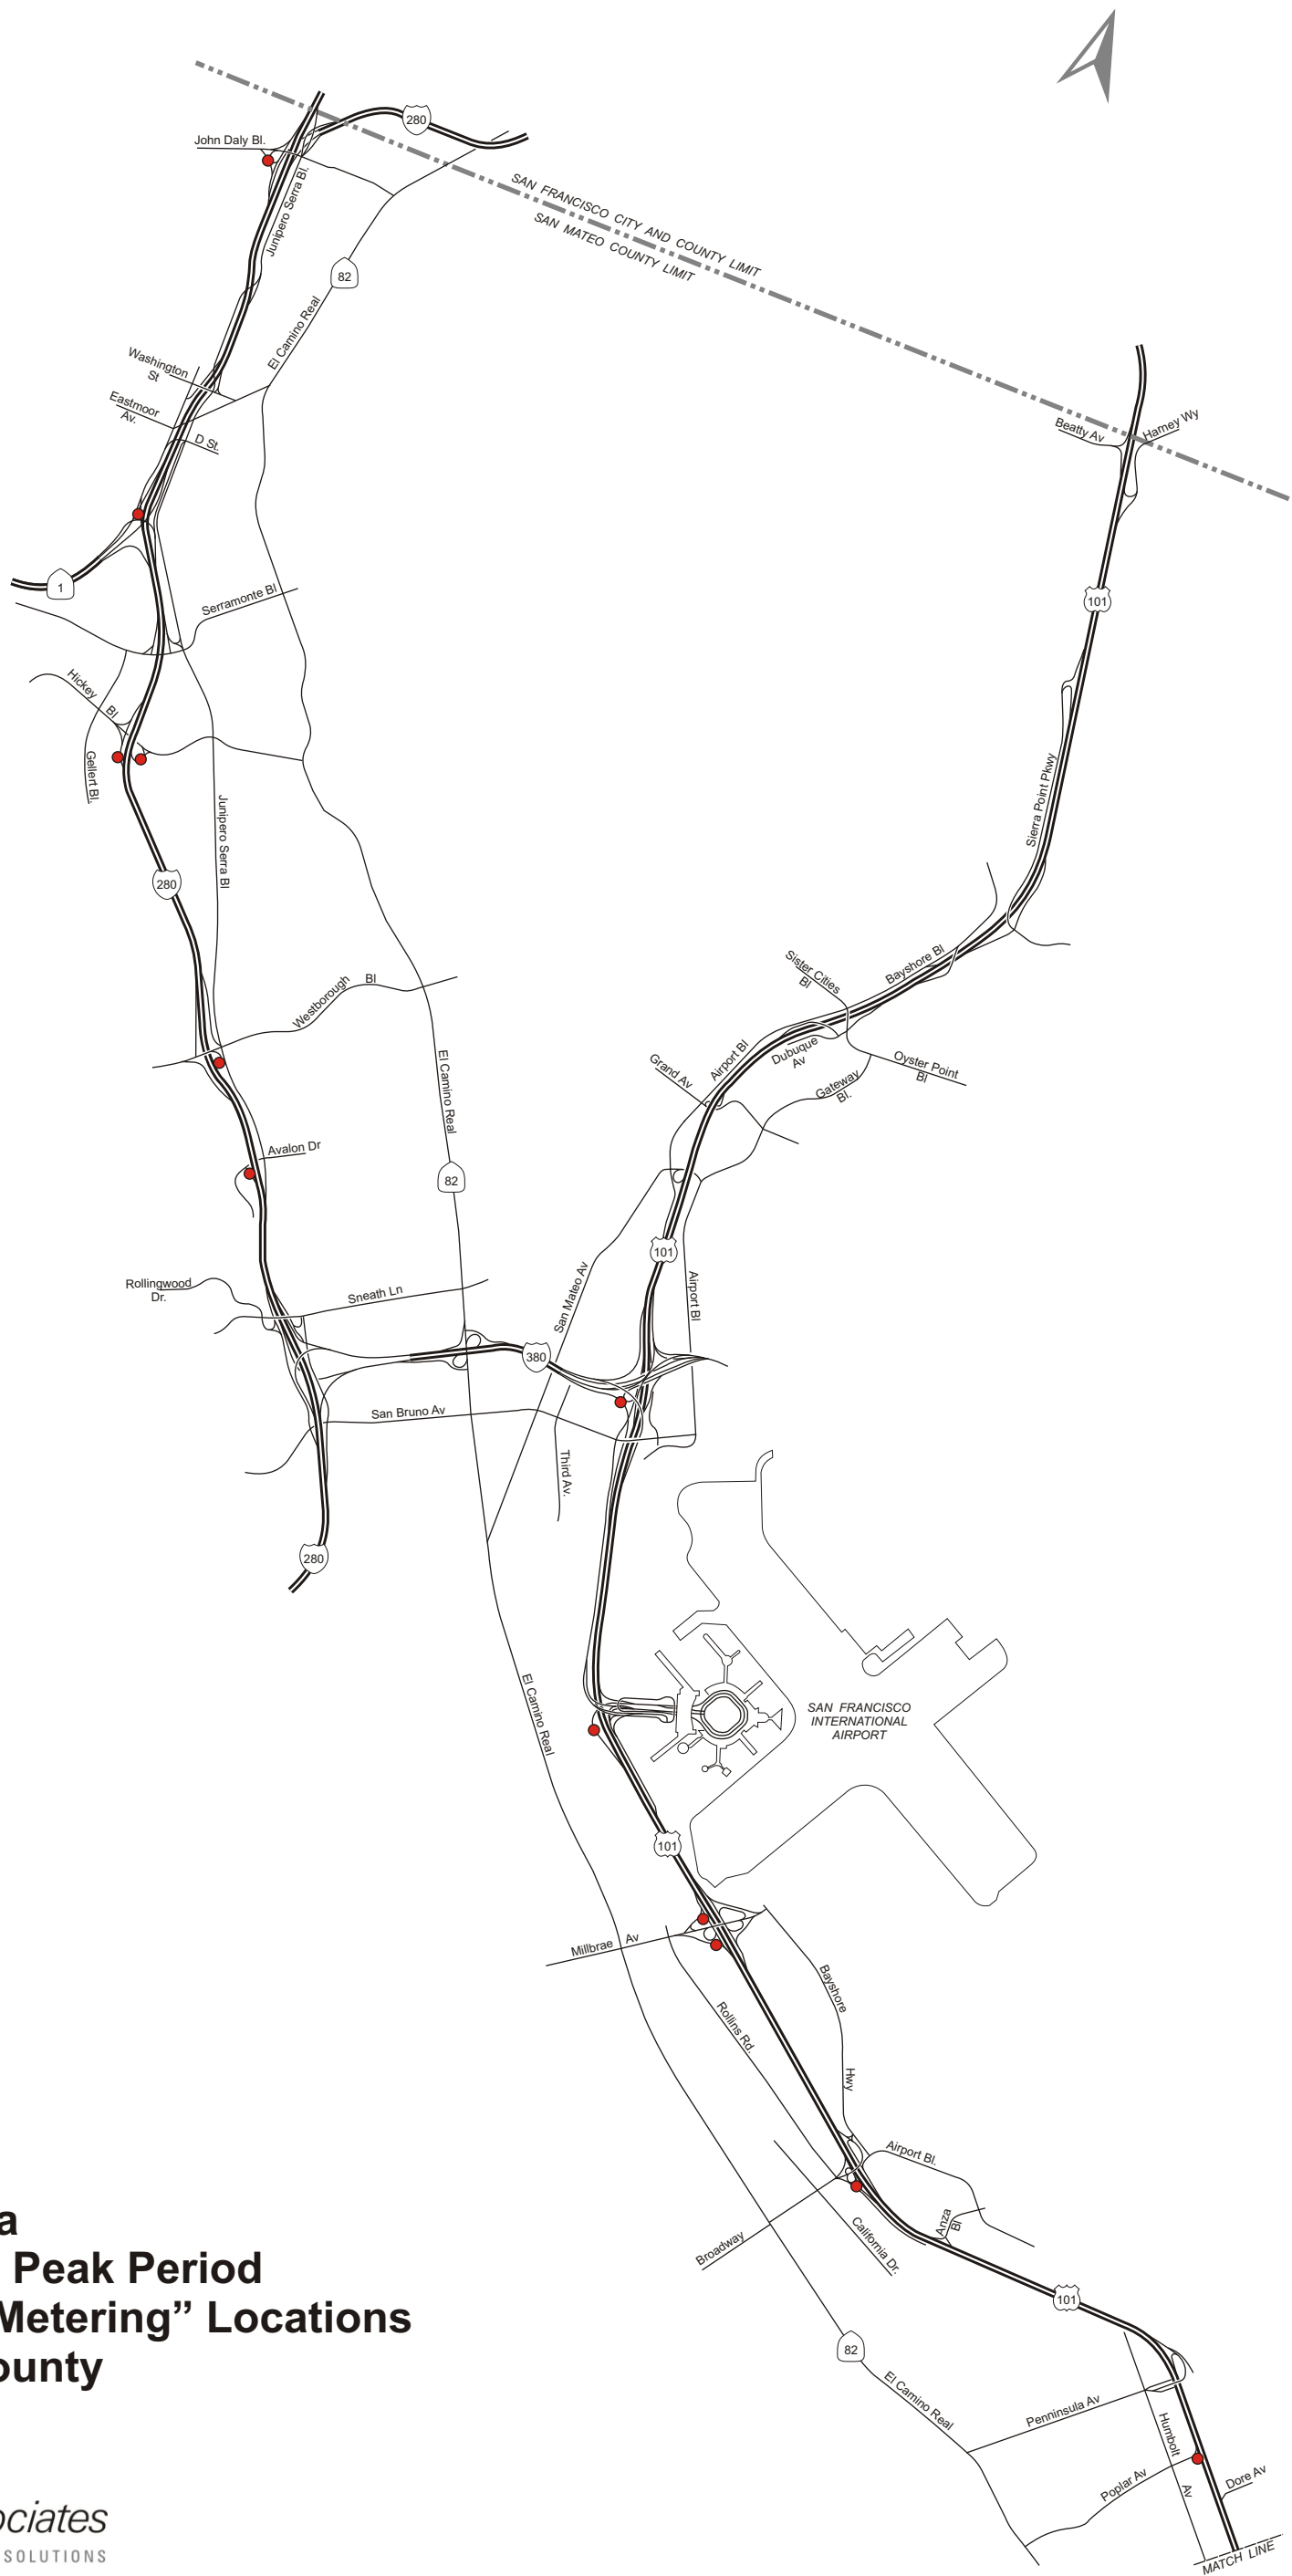 280
John Daly Bl.
Junipero Serra Bl.
SAN FRANCISCO CITY AND COUNTY LIMIT
SAN MATEO COUNTY LIMIT
82
El Camino Real
Washington
St
Eastmoor
Av.
D St.
Beatty Av
Harney Wy
1
Serramonte Bl
101
Hickey
Bl
Gellert Bl.
Junipero Serra Bl
Sierra Point Pkwy
280
Westborough Bl
Sister Cities
Bl
Bayshore Bl
Airport Bl
Dubuque
Av
Grand Av
Oyster Point
Bl
Gateway
Bl.
El Camino Real
Avalon Dr
82
101
San Mateo Av
Airport Bl
Rollingwood
Dr.
Sneath Ln
380
San Bruno Av
Third Av.
280
El Camino Real
SAN FRANCISCO
INTERNATIONAL
AIRPORT
101
Millbrae Av
Bayshore
Hwy
Rollins Rd.
Airport Bl.
Anza
Bl
Broadway
California Dr.
a
Peak Period
Metering” Locations
ounty
101
82
El Camino Real
Penninsula Av
Humbolt
Av
Poplar Av
Dore Av
MATCH LINE
ociates
SOLUTIONS